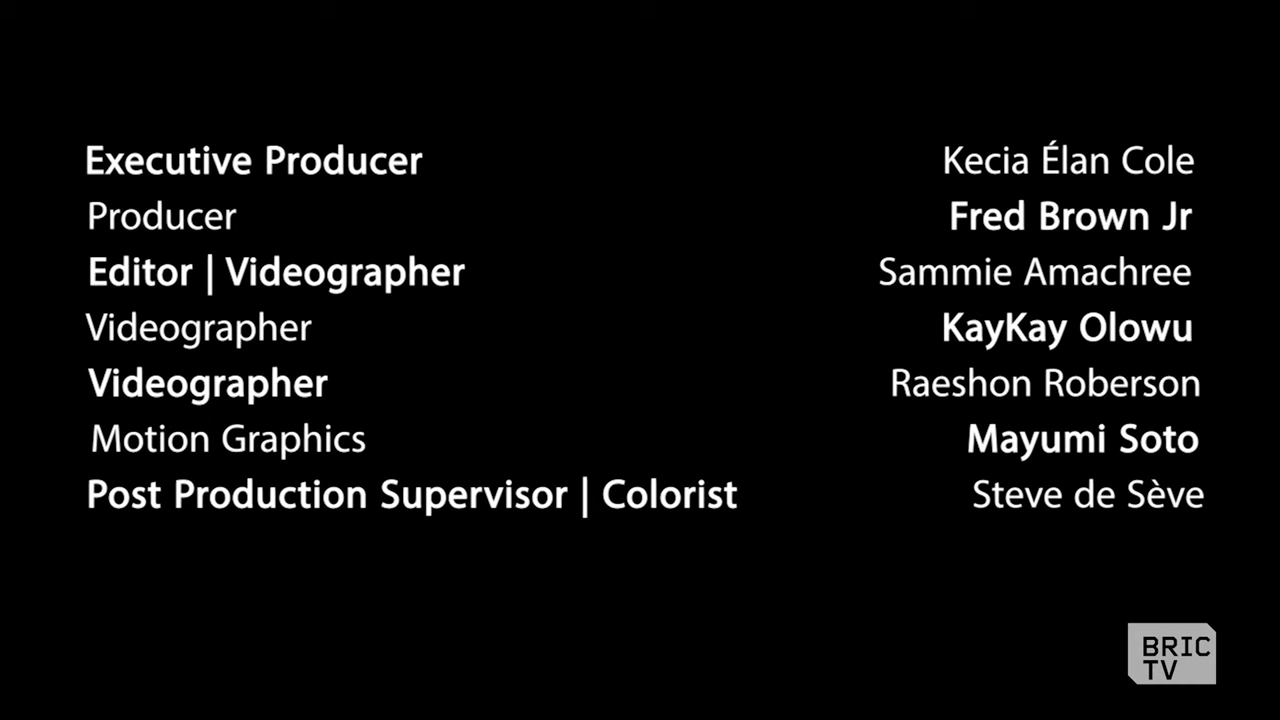 Executive Producer Kecia Élan Cole
Producer Fred Brown Jr
Editor | Videographer Sammie Amachree
Videographer KayKay Olowu
Videographer Raeshon Roberson
Motion Graphics Mayumi Soto
Post Production Supervisor | Colorist Steve de Sève
BRIC
TV